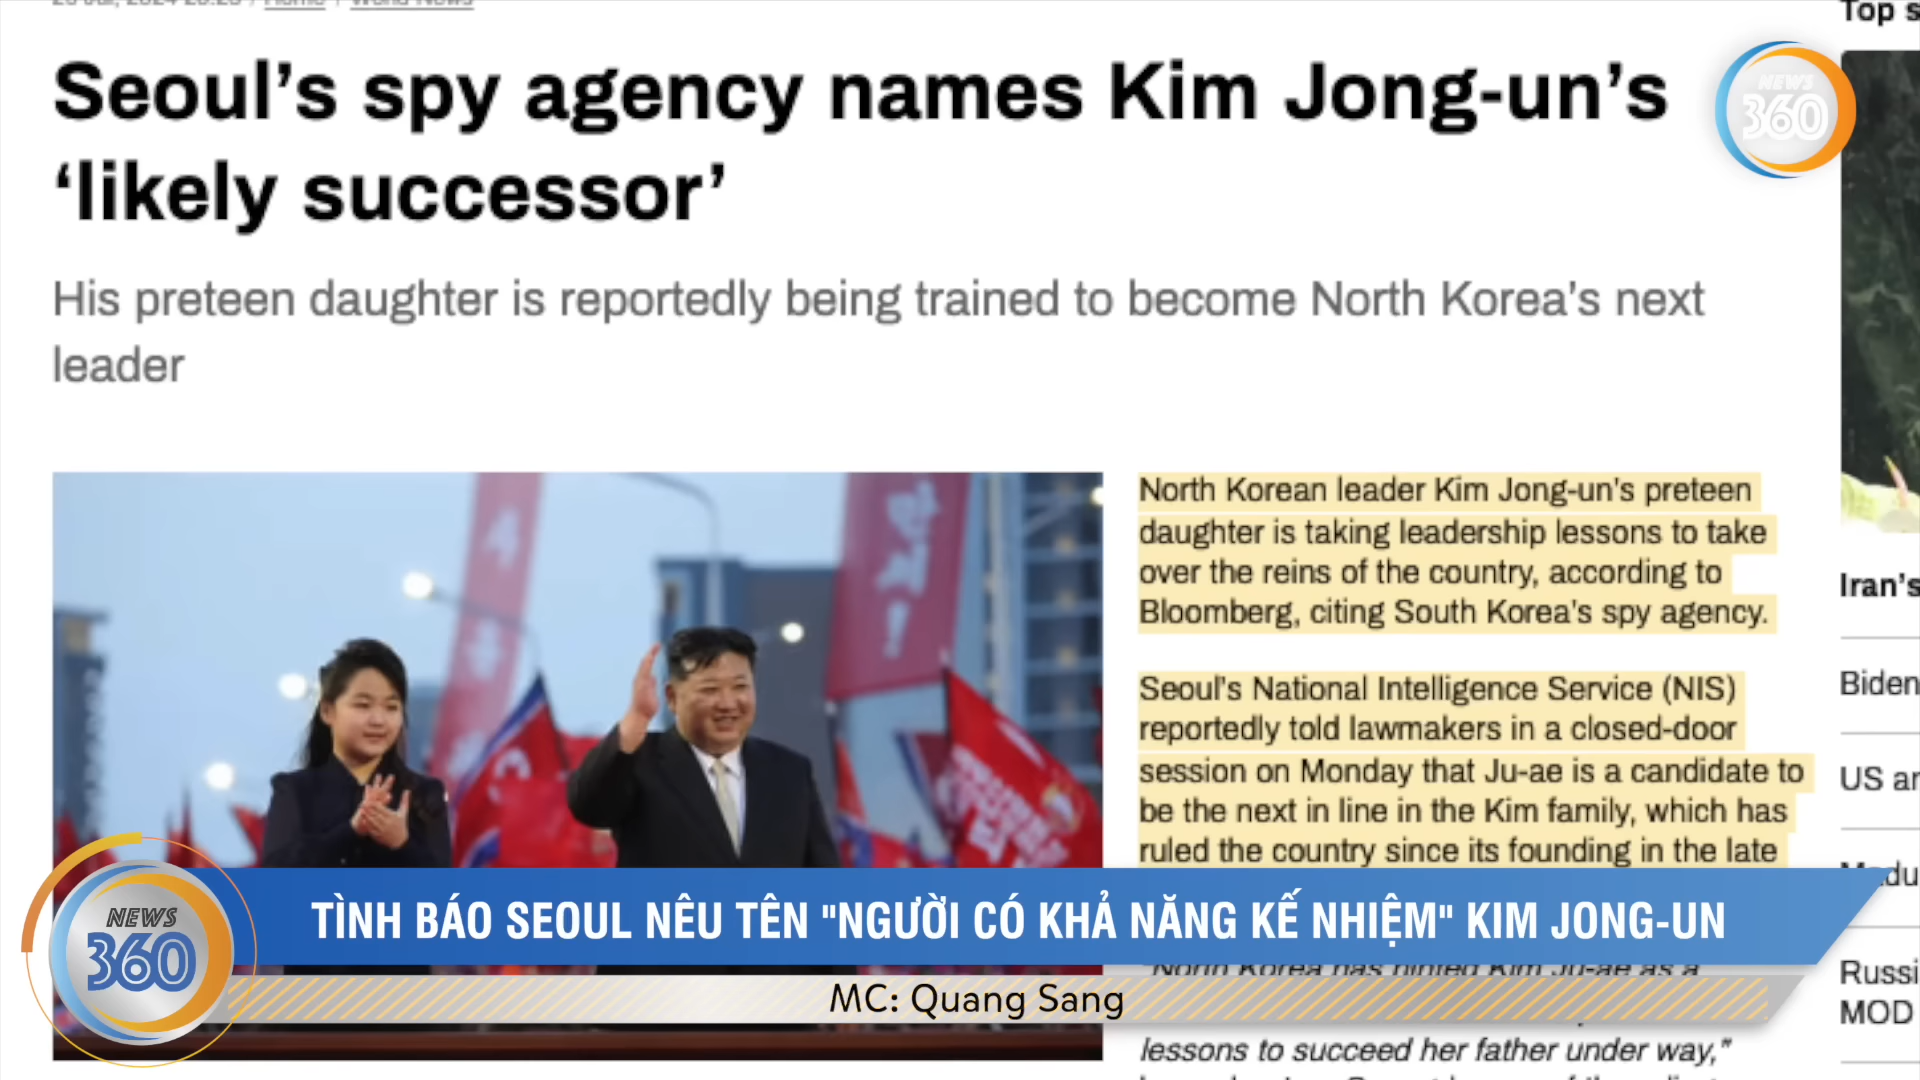 Top s
Seoul’s spy agency names Kim Jong-un’s
‘likely successor’
NEWS
360
His preteen daughter is reportedly being trained to become North Korea's next
leader
North Korean leader Kim Jong-un's preteen
daughter is taking leadership lessons to take
over the reins of the country, according to
Bloomberg, citing South Korea's spy agency.
Seoul's National Intelligence Service (NIS)
reportedly told lawmakers in a closed-door
session on Monday that Ju-ae is a candidate to
be the next in line in the Kim family, which has
ruled the country since its founding in the late
lessons to succeed her father under way,"
Iran's
Biden
US ar
Russi
MOD
NEWS
360
TÌNH BÁO SEOUL NÊU TÊN "NGƯỜI CÓ KHẢ NĂNG KẾ NHIỆM" KIM JONG-UN
MC: Quang Sang